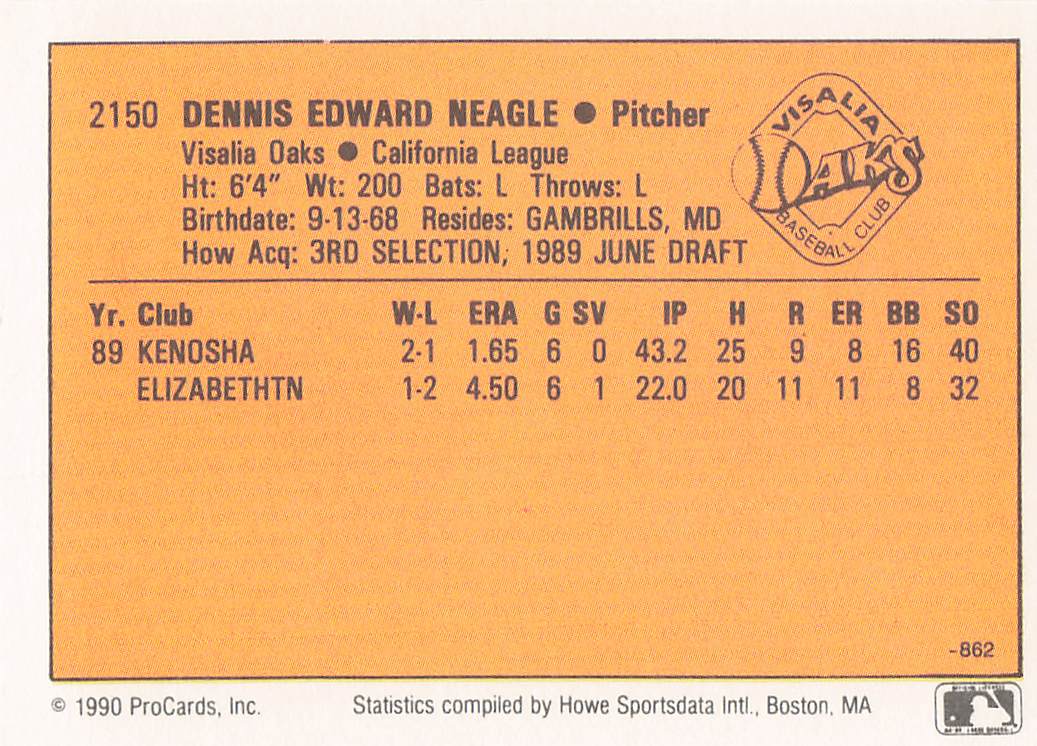 2150 DENNIS EDWARD NEAGLE ● Pitcher
Visalia Oaks ● California League
Ht: 6'4" Wt: 200 Bats: L Throws: L
Birthdate: 9-13-68 Resides: GAMBRILLS, MD
How Acq: 3RD SELECTION, 1989 JUNE DRAFT
VISALIA
OAKS
BASEBALL CLUB
Yr. Club W-L ERA G SV IP H R ER BB SO
89 KENOSHA 2-1 1.65 6 0 43.2 25 9 8 16 40
ELIZABETHTN 1-2 4.50 6 1 22.0 20 11 11 8 32
-862
© 1990 ProCards, Inc. Statistics compiled by Howe Sportsdata Intl., Boston, MA